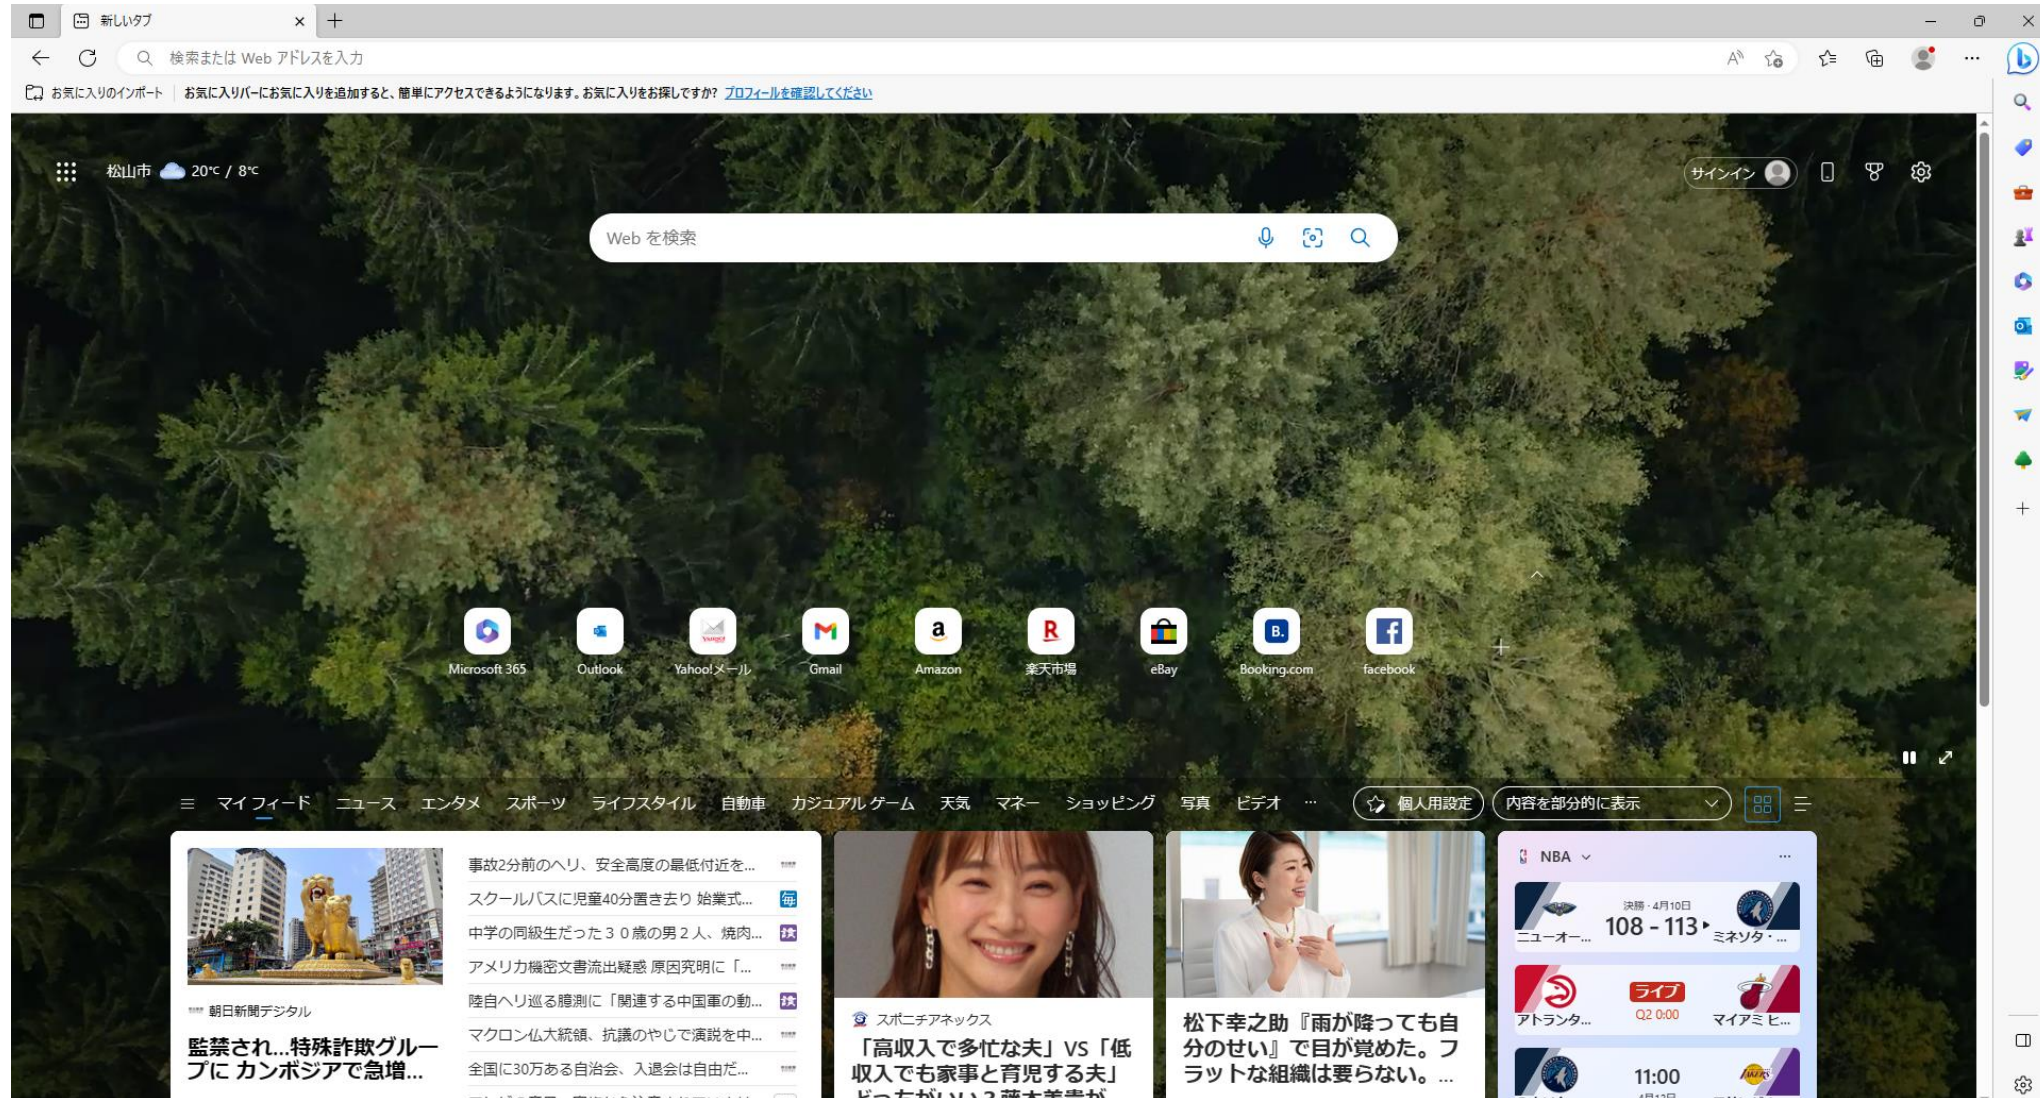 新しいタブ
検索または Web アドレスを入力
お気に入りのインポート
お気に入りバーにお気に入りを追加すると、簡単にアクセスできるようになります。お気に入りをお探しですか? プロフィールを確認してください
松山市 20℃ / 8℃
サインイン
Web を検索
Microsoft 365
Outlook
Yahoo!メール
Gmail
Amazon
楽天市場
eBay
Booking.com
facebook
マイ フィード ニュース エンタメ スポーツ ライフスタイル 自動車 カジュアル ゲーム 天気 マネー ショッピング 写真 ビデオ ...
個人用設定
内容を部分的に表示
朝日新聞デジタル
監禁され...特殊詐欺グルー
プに カンボジアで急増...
事故2分前のヘリ、安全高度の最低付近を...
スクールバスに児童40分置き去り 始業式...
中学の同級生だった３０歳の男２人、焼肉...
アメリカ機密文書流出疑惑 原因究明に「...
陸自ヘリ巡る臆測に「関連する中国軍の動...
マクロン仏大統領、抗議のやじで演説を中...
全国に30万ある自治会、入退会は自由だ...
スポニチアネックス
「高収入で多忙な夫」VS「低
収入でも家事と育児する夫」
どっちがいい？藤本美貴が
松下幸之助『雨が降っても自
分のせい』で目が覚めた。フ
ラットな組織は要らない。...
NBA
決勝 · 4月10日
108 - 113
ニューオー...
ミネソタ・...
ライブ
Q2 0:00
アトランタ...
マイアミ ヒ...
11:00